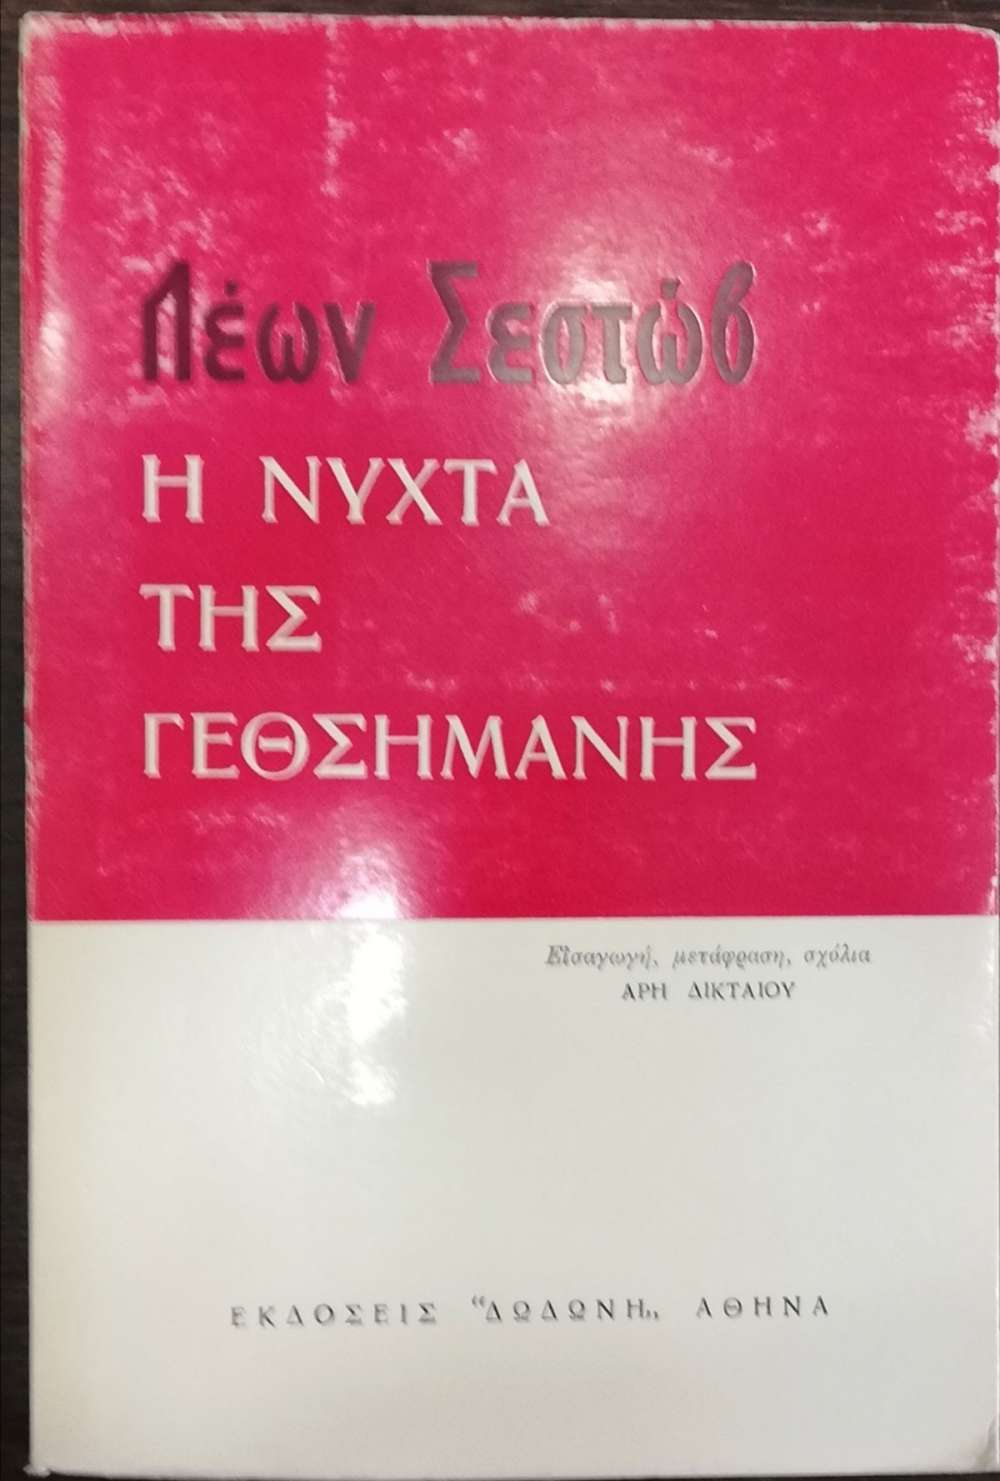 Λέων Σεστώβ
Η ΝΥΧΤΑ
ΤΗΣ
ΓΕΘΣΗΜΑΝΗΣ
Εἰσαγωγή, μετάφραση, σχόλια
ΑΡΗ ΔΙΚΤΑΙΟΥ
ΕΚΔΟΣΕΙΣ “ΔΩΔΩΝΗ„ ΑΘΗΝΑ